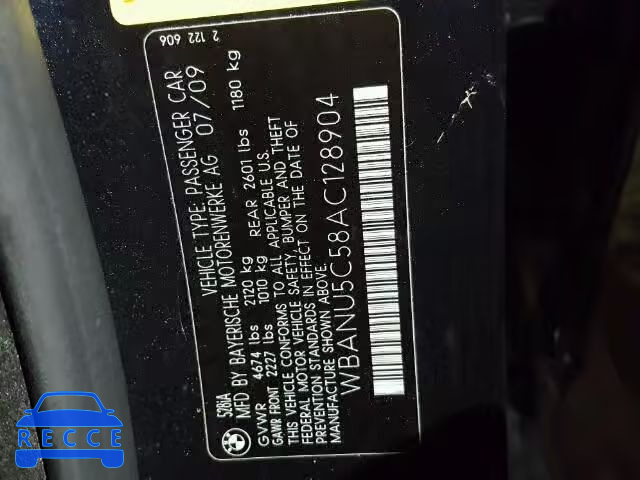 528IA VEHICLE TYPE: PASSENGER CAR
MFD BY BAYERISCHE MOTORENWERKE AG 07/09
GVWR 4674 lbs 2120 kg REAR 2601 lbs 1180 kg
GAWR FRONT 2227 lbs 1010 kg
THIS VEHICLE CONFORMS TO ALL APPLICABLE U.S.
FEDERAL MOTOR VEHICLE SAFETY, BUMPER AND THEFT
PREVENTION STANDARDS IN EFFECT ON THE DATE OF
MANUFACTURE SHOWN ABOVE.
WBANU5C58AC128904
2 122 606
BMW
RECCE